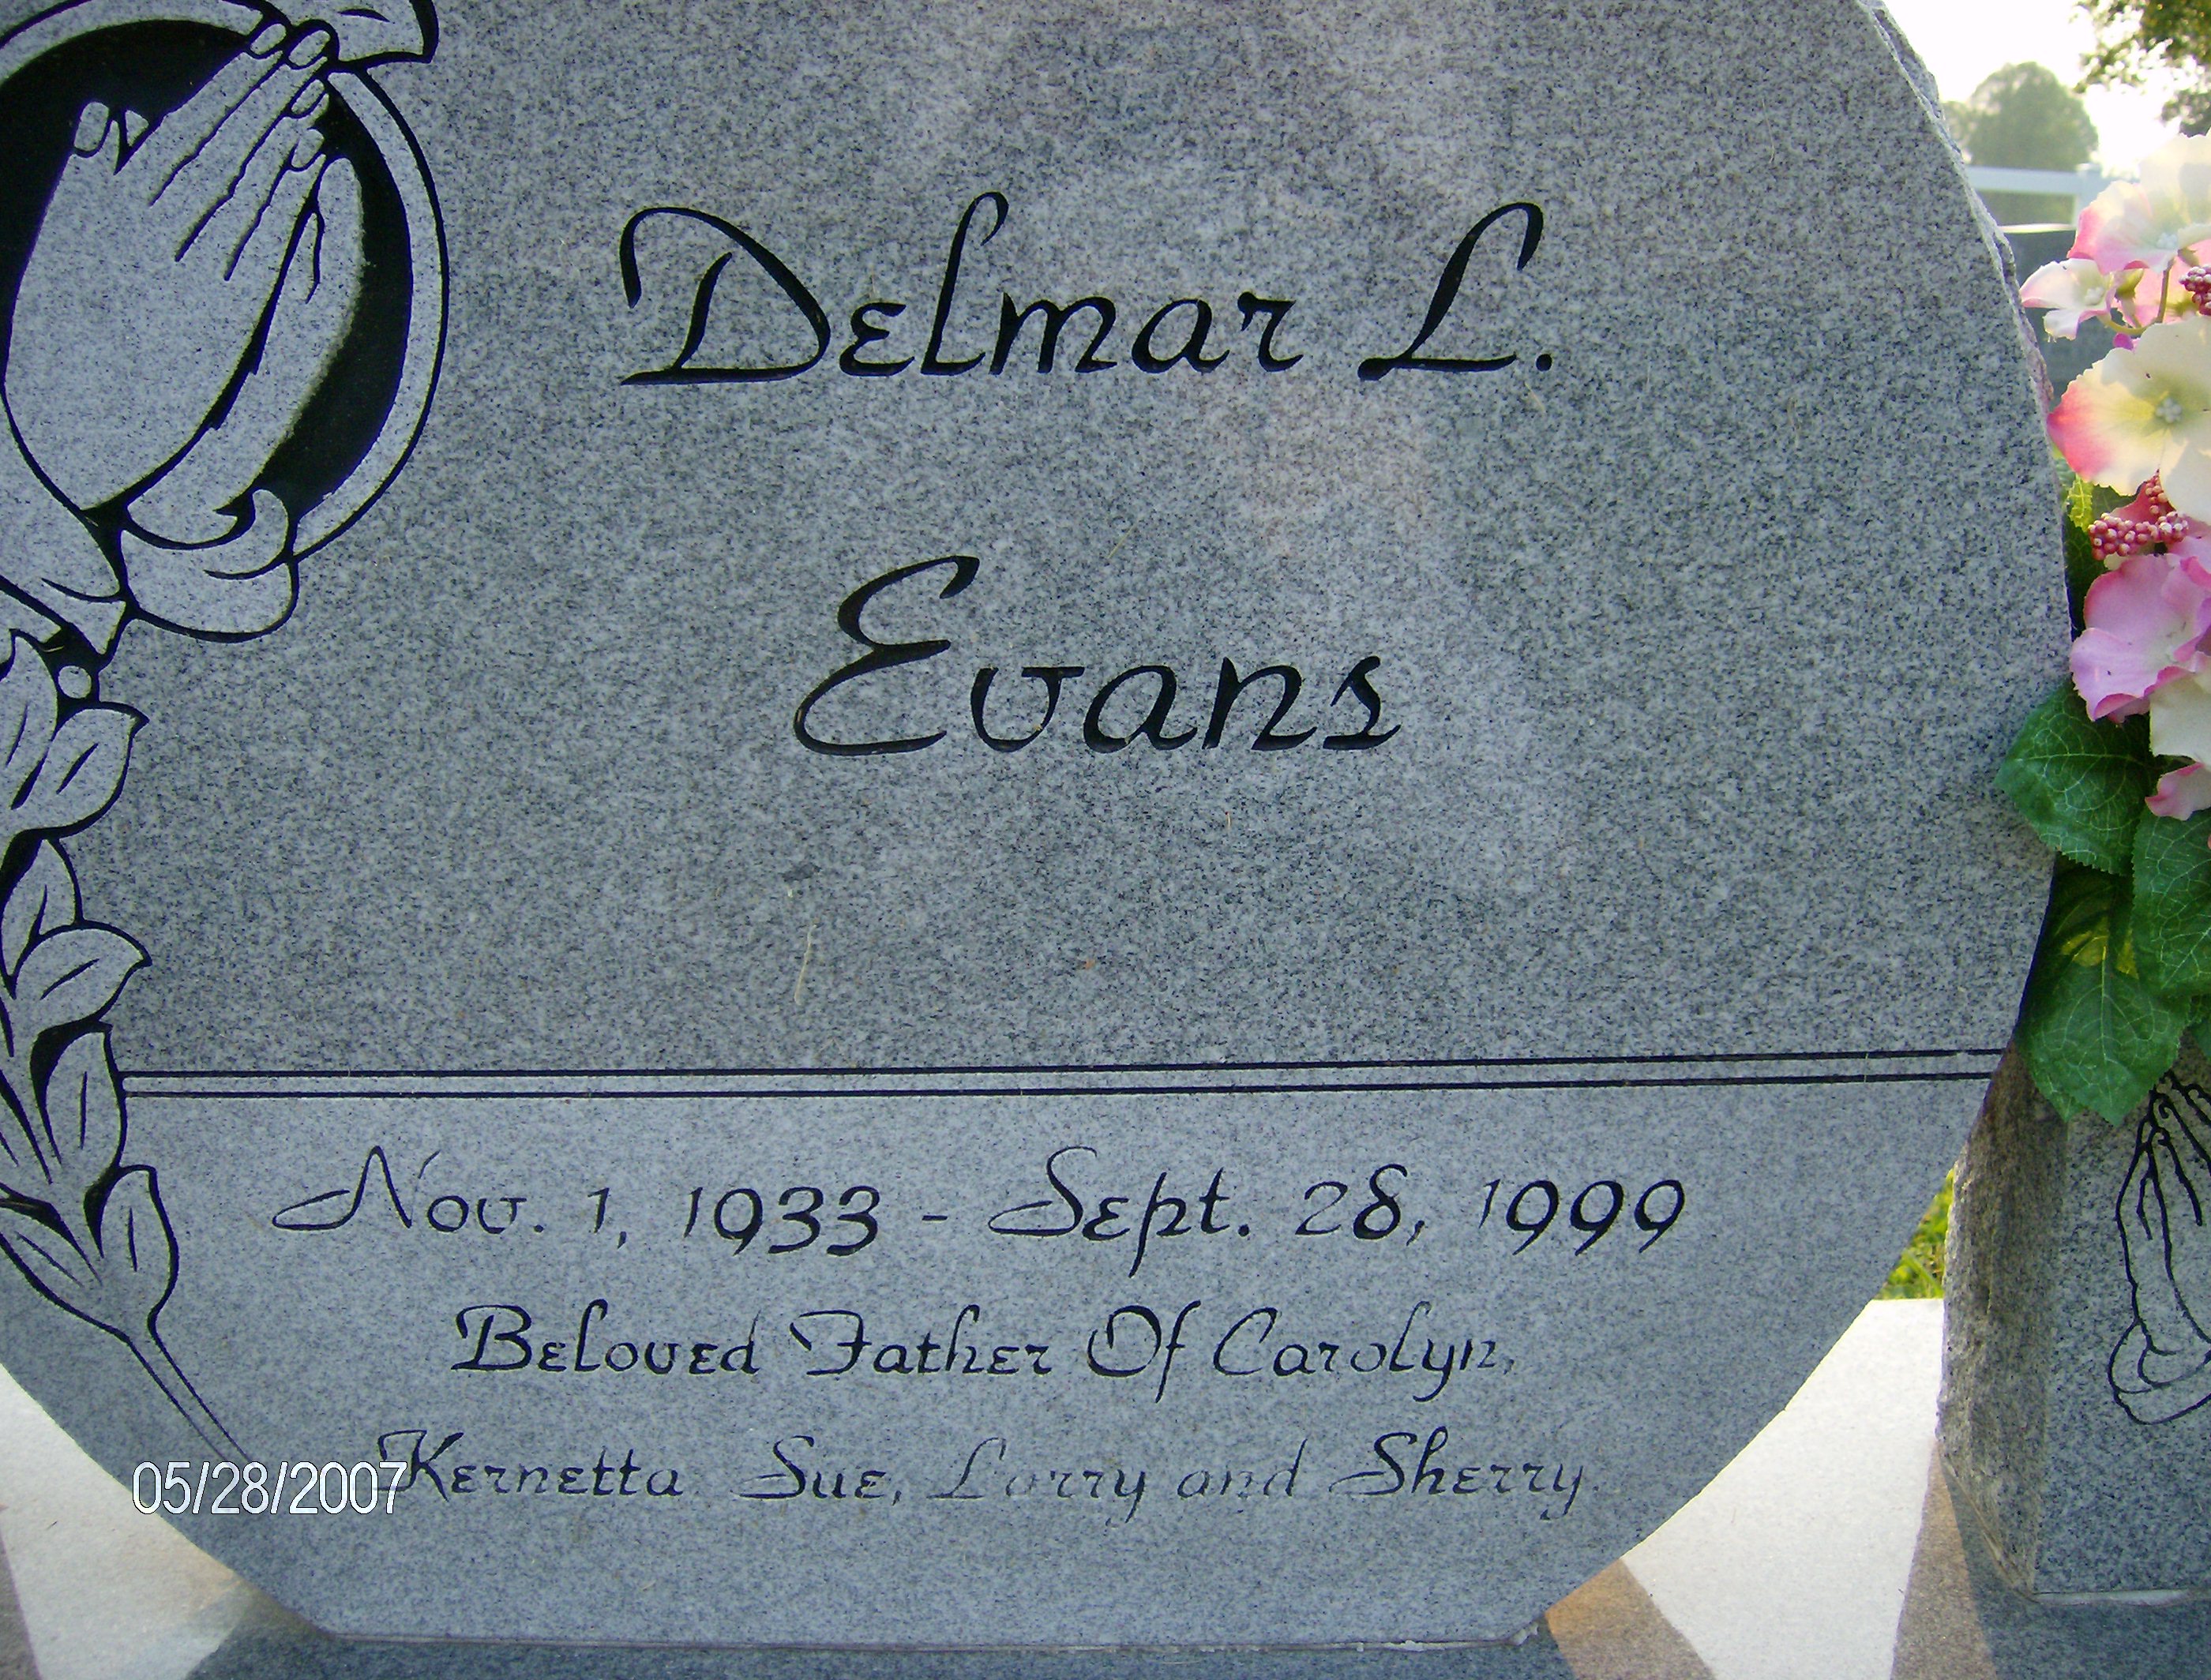 Delmar L.
Evans
Nov. 1, 1933 - Sept. 28, 1999
Beloved Father Of Carolyn,
Kernetta Sue, Larry and Sherry.
05/28/2007